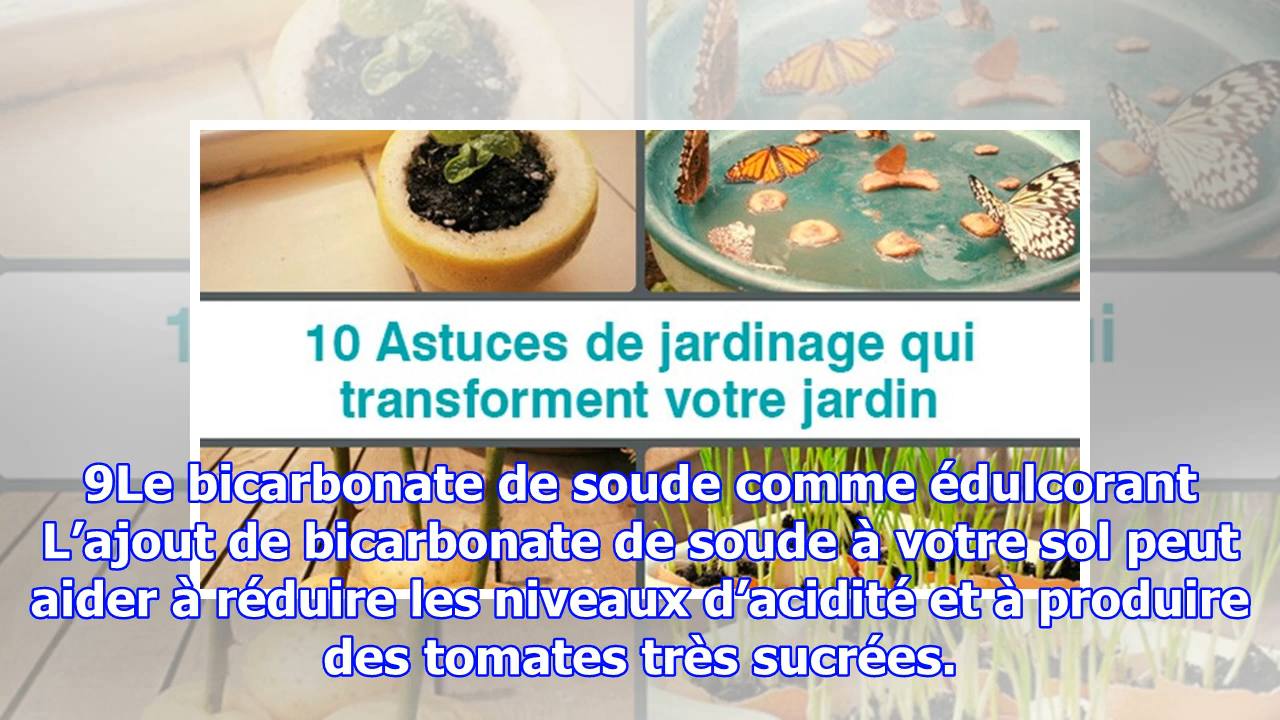 10 Astuces de jardinage qui
transforment votre jardin
9Le bicarbonate de soude comme édulcorant
L’ajout de bicarbonate de soude à votre sol peut
aider à réduire les niveaux d’acidité et à produire
des tomates très sucrées.